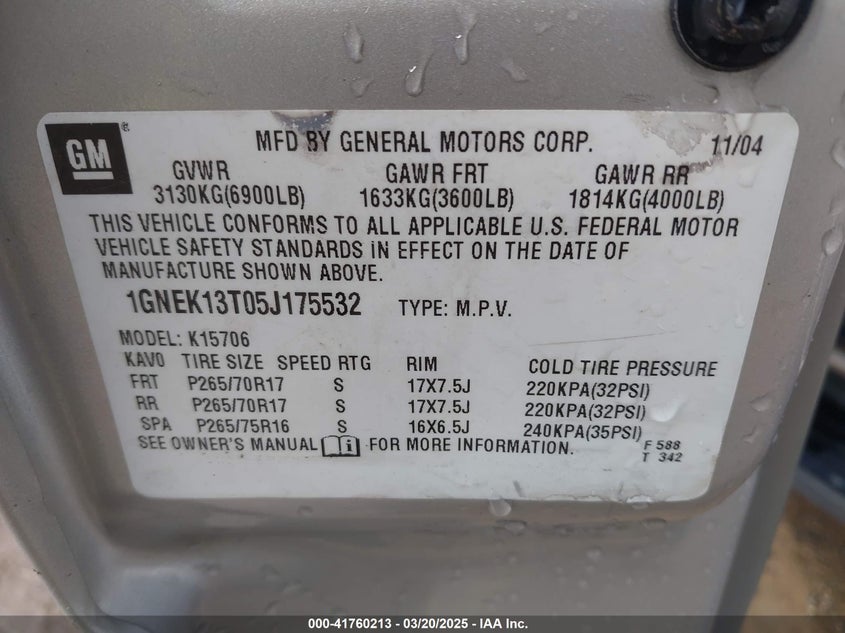 GM ®
MFD BY GENERAL MOTORS CORP. 11/04
GVWR GAWR FRT GAWR RR
3130KG(6900LB) 1633KG(3600LB) 1814KG(4000LB)
THIS VEHICLE CONFORMS TO ALL APPLICABLE U.S. FEDERAL MOTOR
VEHICLE SAFETY STANDARDS IN EFFECT ON THE DATE OF
MANUFACTURE SHOWN ABOVE.
1GNEK13T05J175532 TYPE: M.P.V.
MODEL: K15706
KAVO TIRE SIZE SPEED RTG RIM COLD TIRE PRESSURE
FRT P265/70R17 S 17X7.5J 220KPA(32PSI)
RR P265/70R17 S 17X7.5J 220KPA(32PSI)
SPA P265/75R16 S 16X6.5J 240KPA(35PSI)
SEE OWNER'S MANUAL FOR MORE INFORMATION.
F 588
T 342
000-41760213 - 03/20/2025 - IAA Inc.